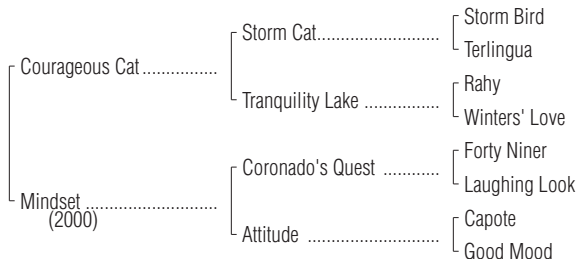 Storm Bird
Storm Cat..........................
Terlingua
Courageous Cat................
Rahy
Tranquility Lake ................
Winters' Love
Forty Niner
Coronado's Quest ............
Laughing Look
Mindset ............................
(2000)
Capote
Attitude ............................
Good Mood